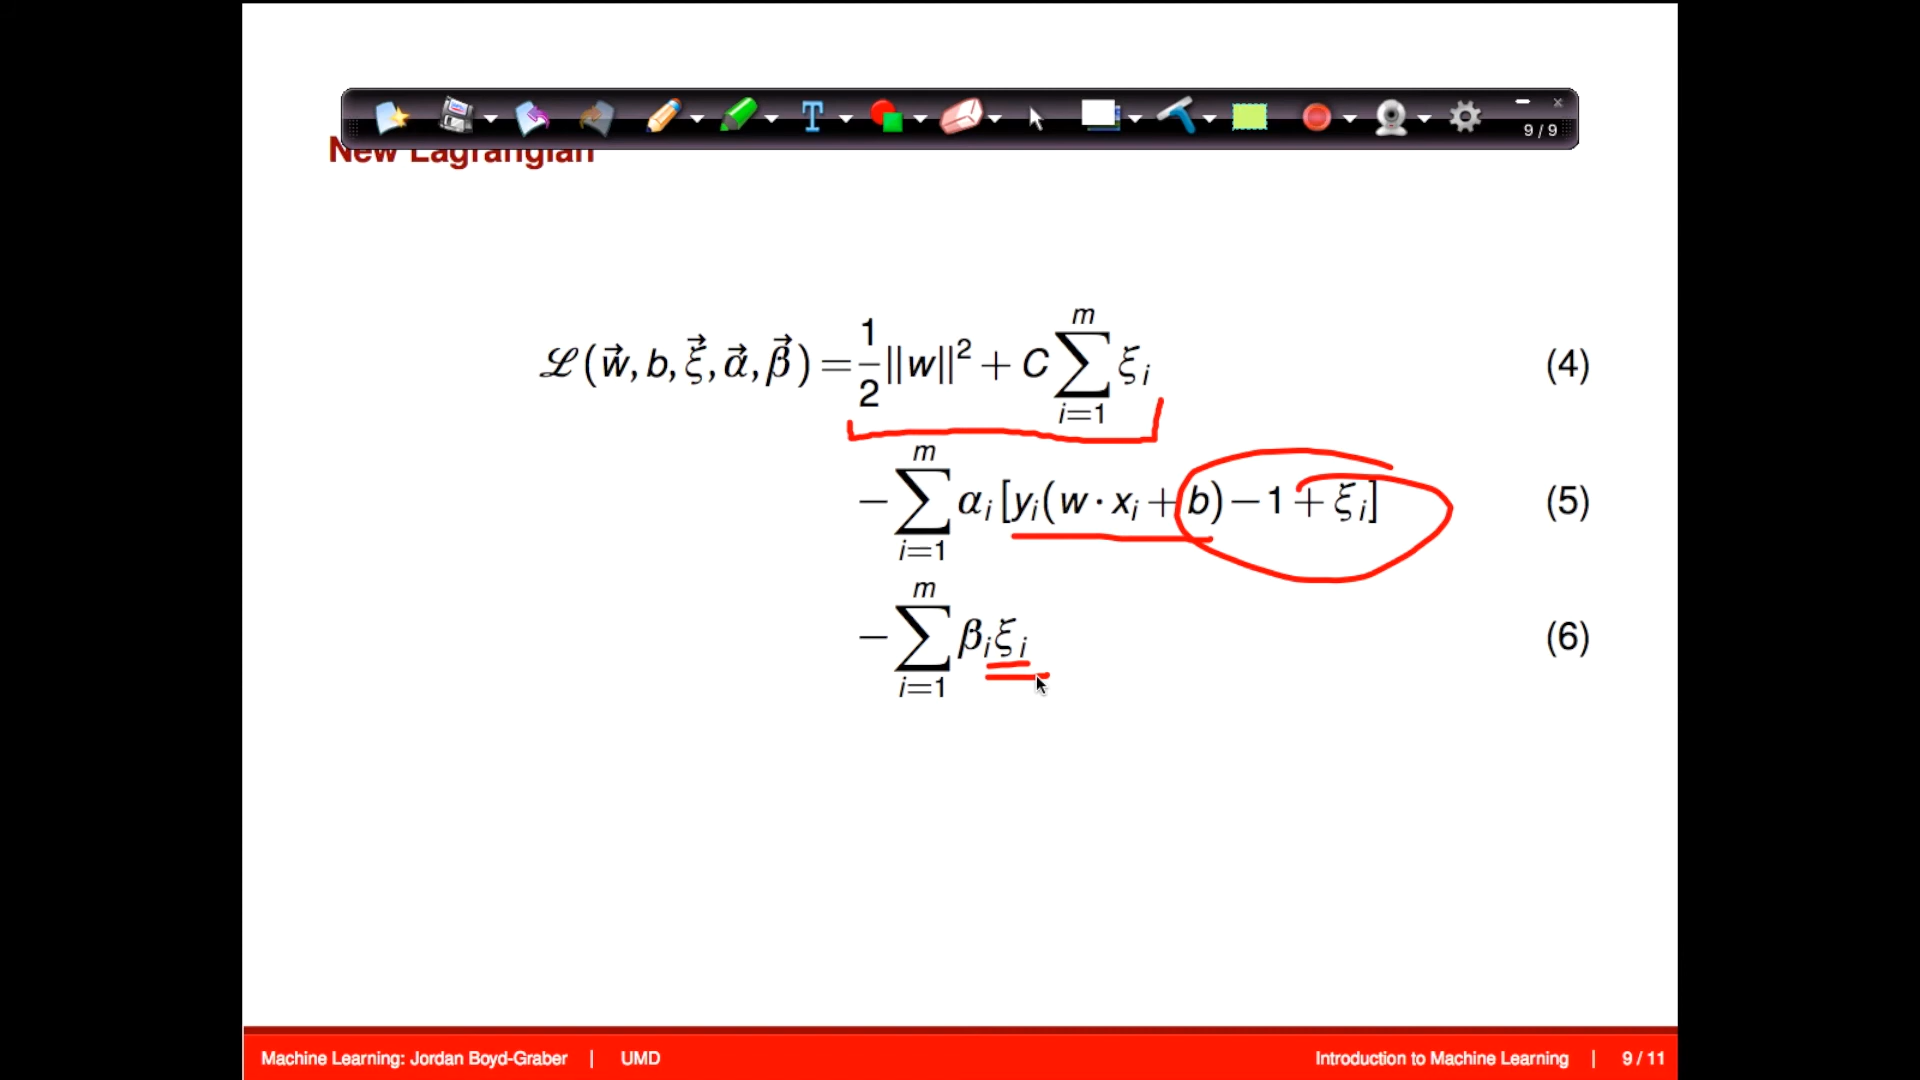 9 / 9
New Lagrangian
ℒ(w⃗, b, ξ⃗, α⃗, β⃗) = 1/2 ||w||² + C ∑_{i=1}^{m} ξ_i (4)
− ∑_{i=1}^{m} α_i [y_i(w · x_i + b) − 1 + ξ_i] (5)
− ∑_{i=1}^{m} β_i ξ_i (6)
Machine Learning: Jordan Boyd-Graber | UMD Introduction to Machine Learning | 9 / 11